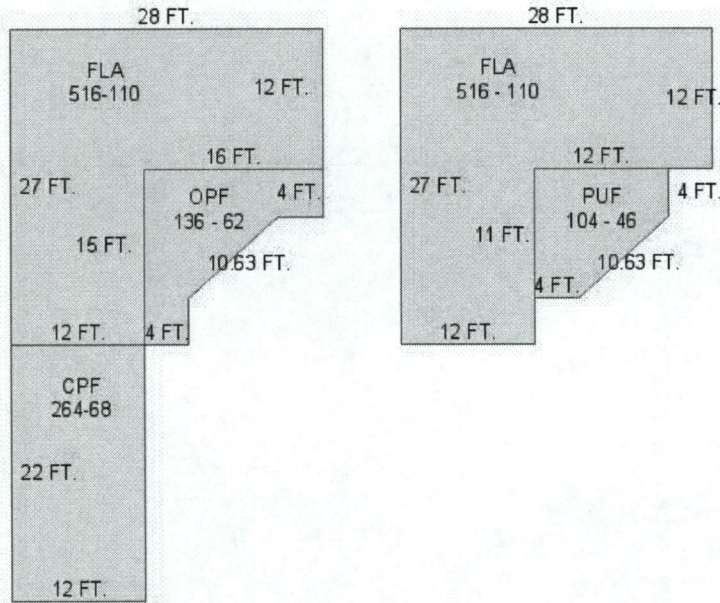 28 FT.
FLA
516-110
12 FT.
16 FT.
27 FT.
OPF
136 - 62
4 FT.
15 FT.
10.63 FT.
12 FT.
4 FT.
CPF
264-68
22 FT.
12 FT.
28 FT.
FLA
516 - 110
12 FT.
12 FT.
27 FT.
PUF
104 - 46
4 FT.
11 FT.
10.63 FT.
4 FT.
12 FT.